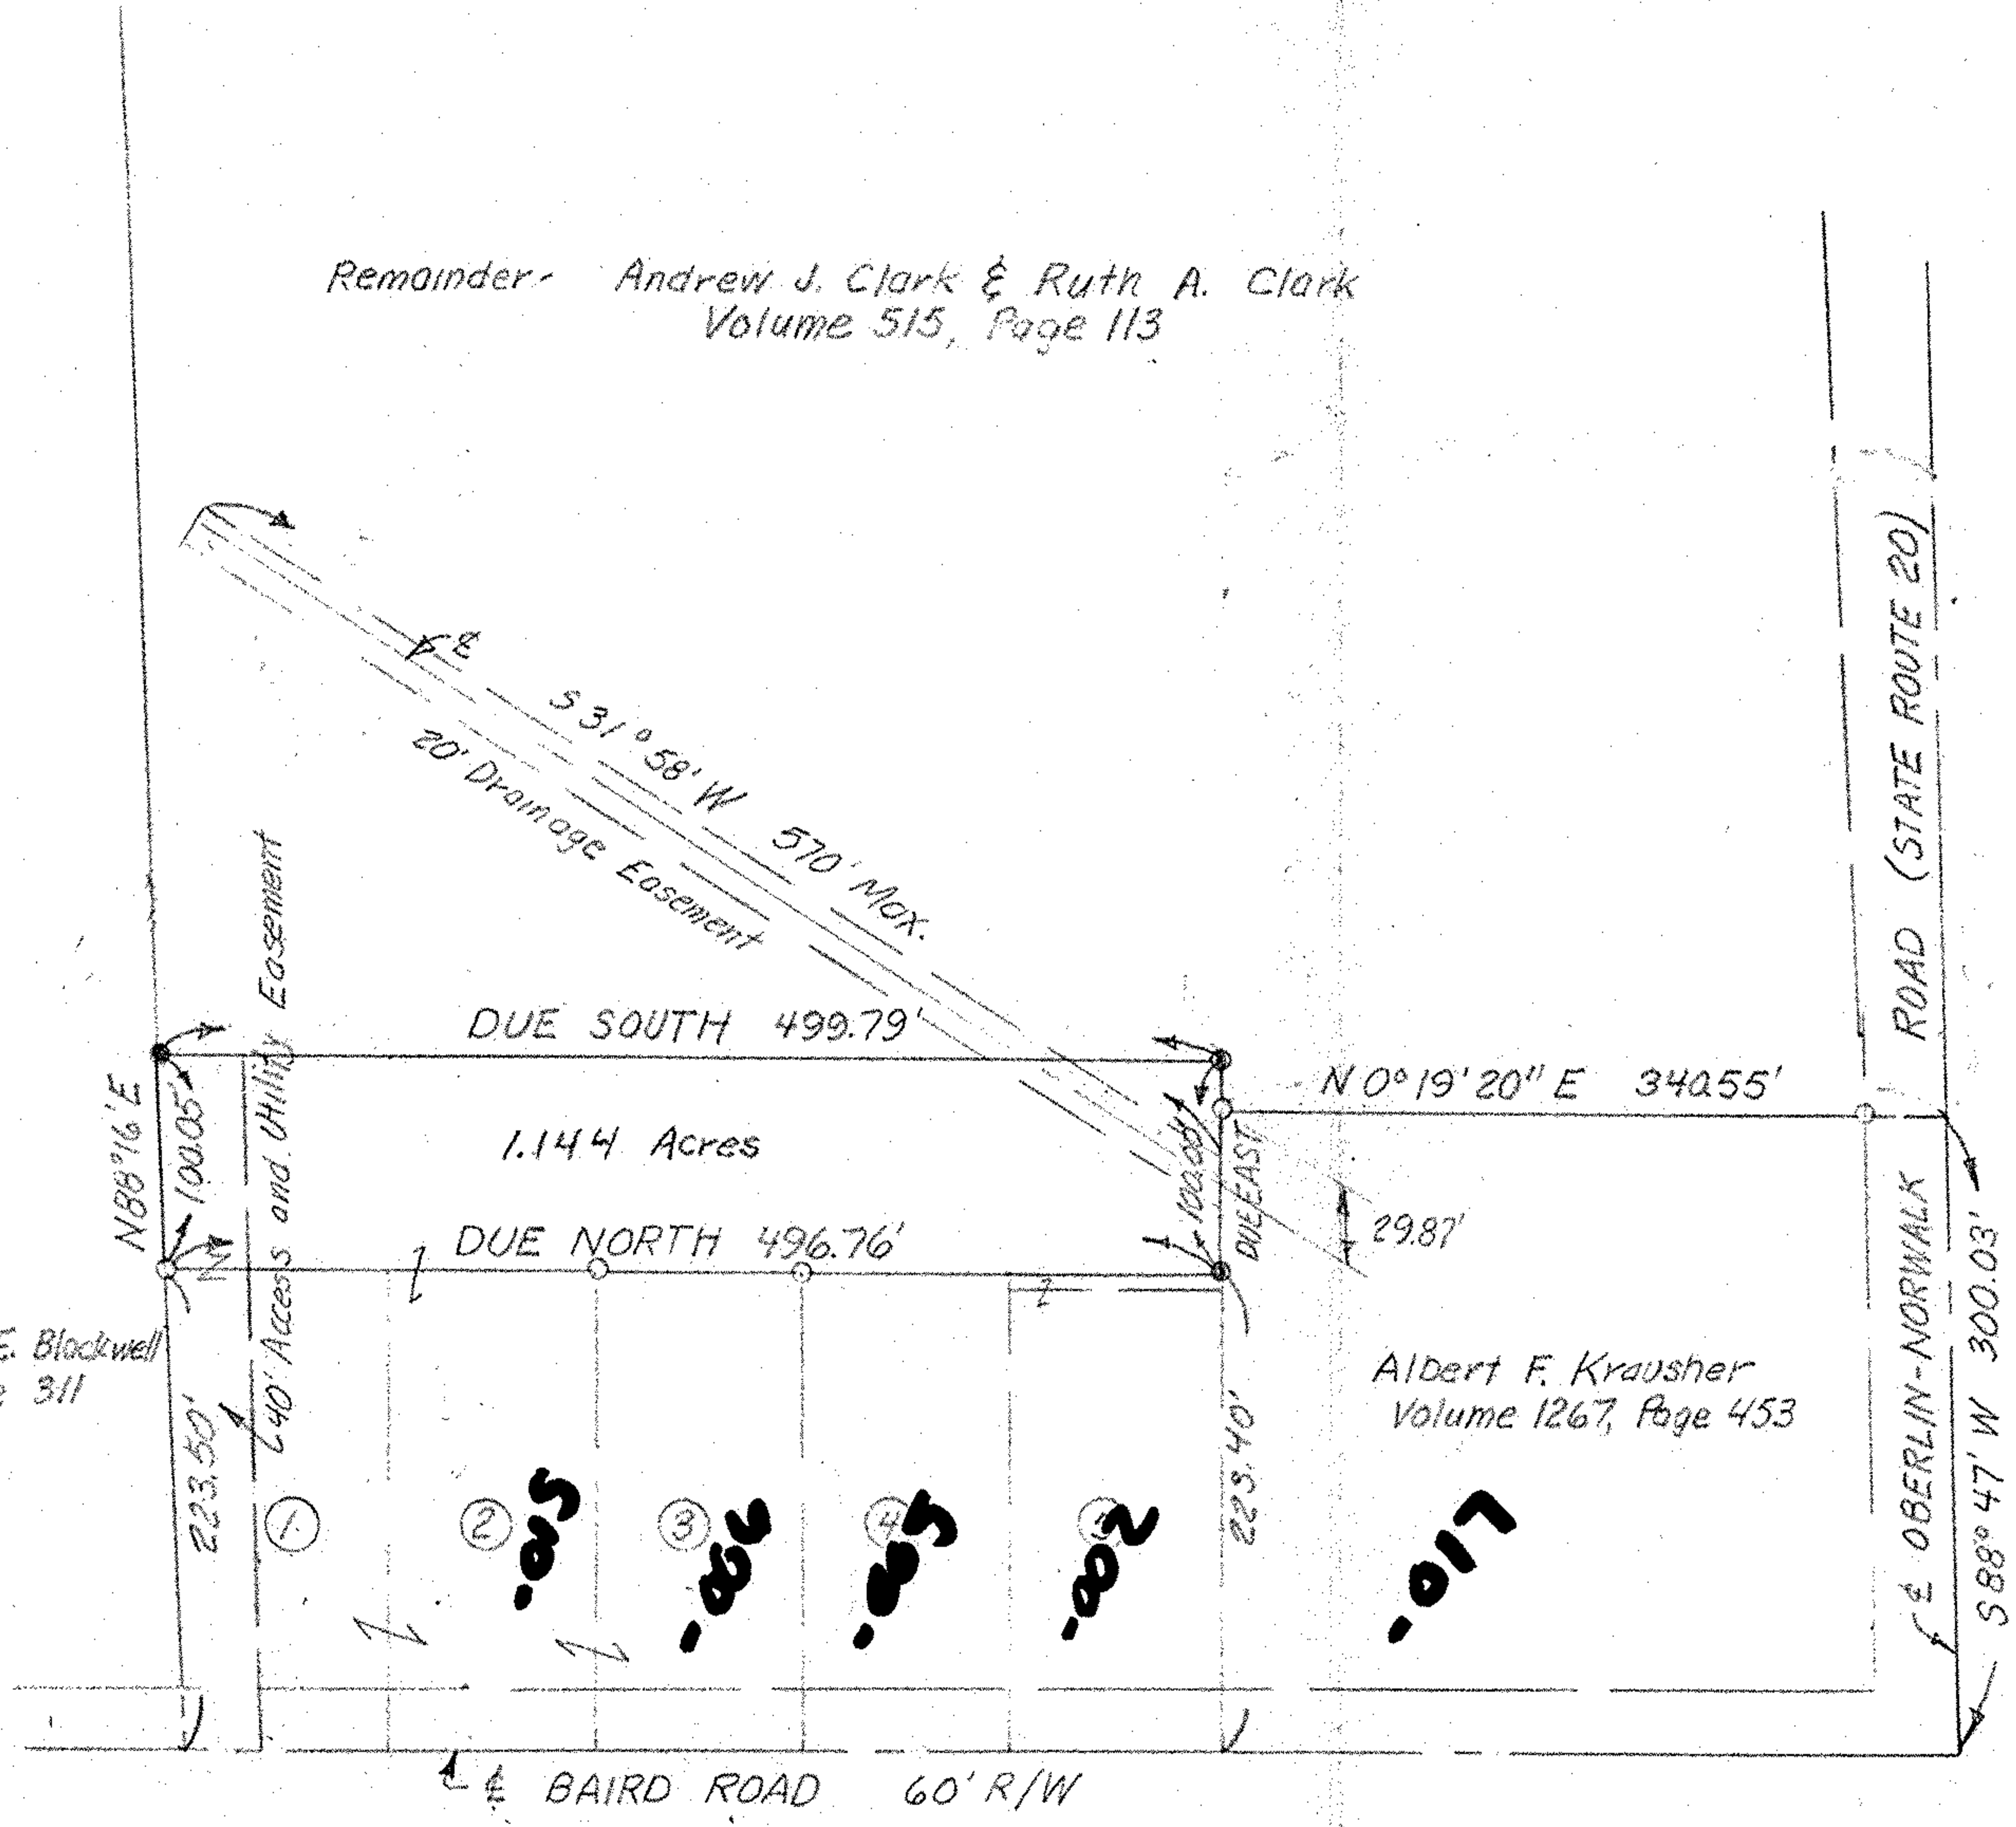 Remainder- Andrew J. Clark & Ruth A. Clark
Volume 515, Page 113
℄
S 31° 58' W 570' Max.
20' Drainage Easement
ROAD (STATE ROUTE 20)
DUE SOUTH 499.79'
N 0° 19' 20" E 340.55'
N88°16'E
100.05'
40' Access and Utility Easement
1.144 Acres
100.00'
DUE EAST
29.87'
DUE NORTH 496.76'
E. Blackwell
311
223.50'
223.40'
Albert F. Krausher
Volume 1267, Page 453
℄ OBERLIN-NORWALK
S88° 47' W 300.03'
1
2
3
4
5
-015
-005
-002
-017
℄ BAIRD ROAD 60' R/W